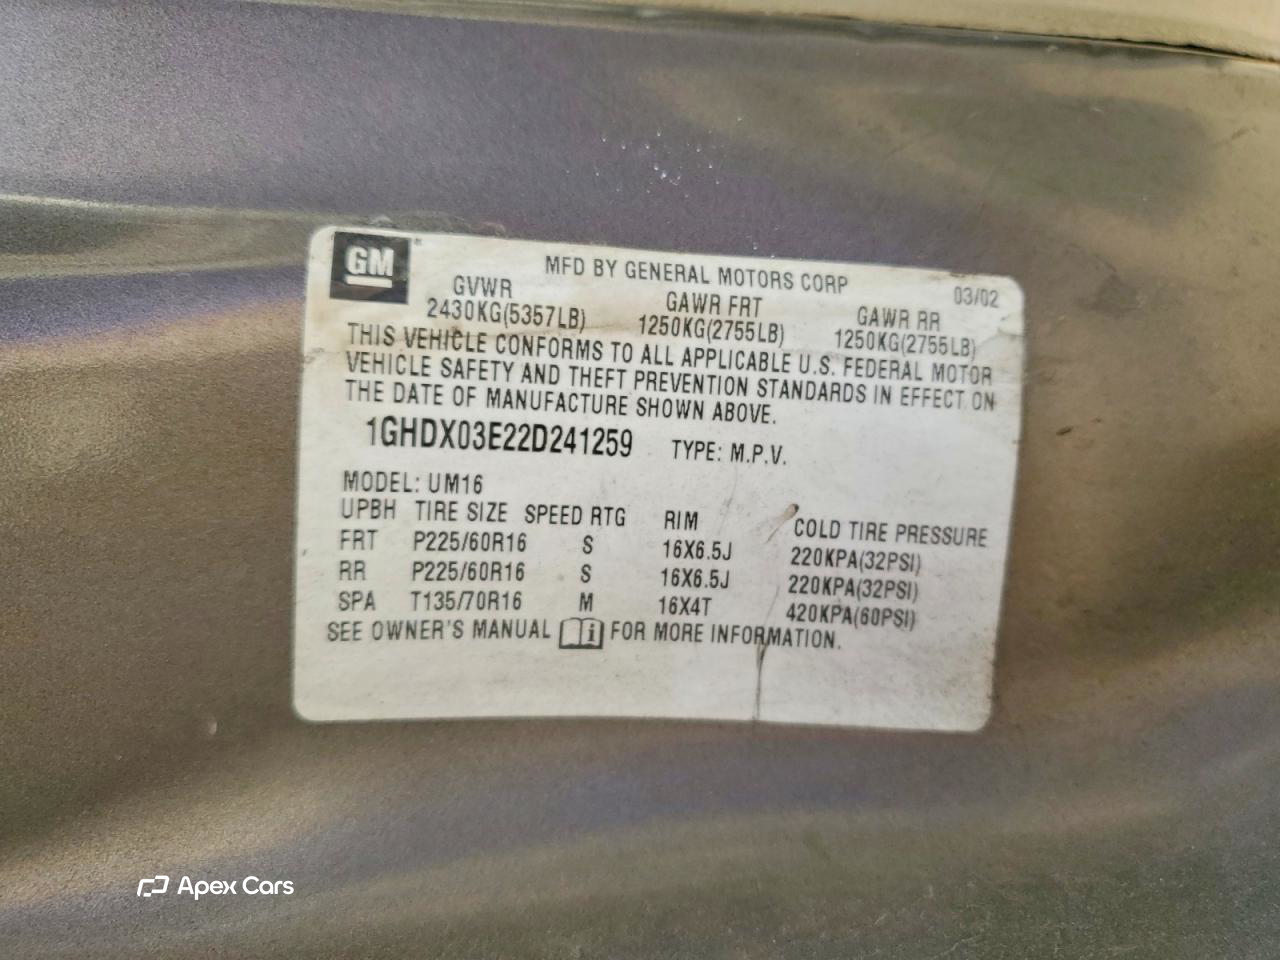 GM
MFD BY GENERAL MOTORS CORP 03/02
GVWR GAWR FRT GAWR RR
2430KG(5357LB) 1250KG(2755LB) 1250KG(2755LB)
THIS VEHICLE CONFORMS TO ALL APPLICABLE U.S. FEDERAL MOTOR
VEHICLE SAFETY AND THEFT PREVENTION STANDARDS IN EFFECT ON
THE DATE OF MANUFACTURE SHOWN ABOVE.
1GHDX03E22D241259 TYPE: M.P.V.
MODEL: UM16
UPBH TIRE SIZE SPEED RTG RIM COLD TIRE PRESSURE
FRT P225/60R16 S 16X6.5J 220KPA(32PSI)
RR P225/60R16 S 16X6.5J 220KPA(32PSI)
SPA T135/70R16 M 16X4T 420KPA(60PSI)
SEE OWNER'S MANUAL FOR MORE INFORMATION.
Apex Cars